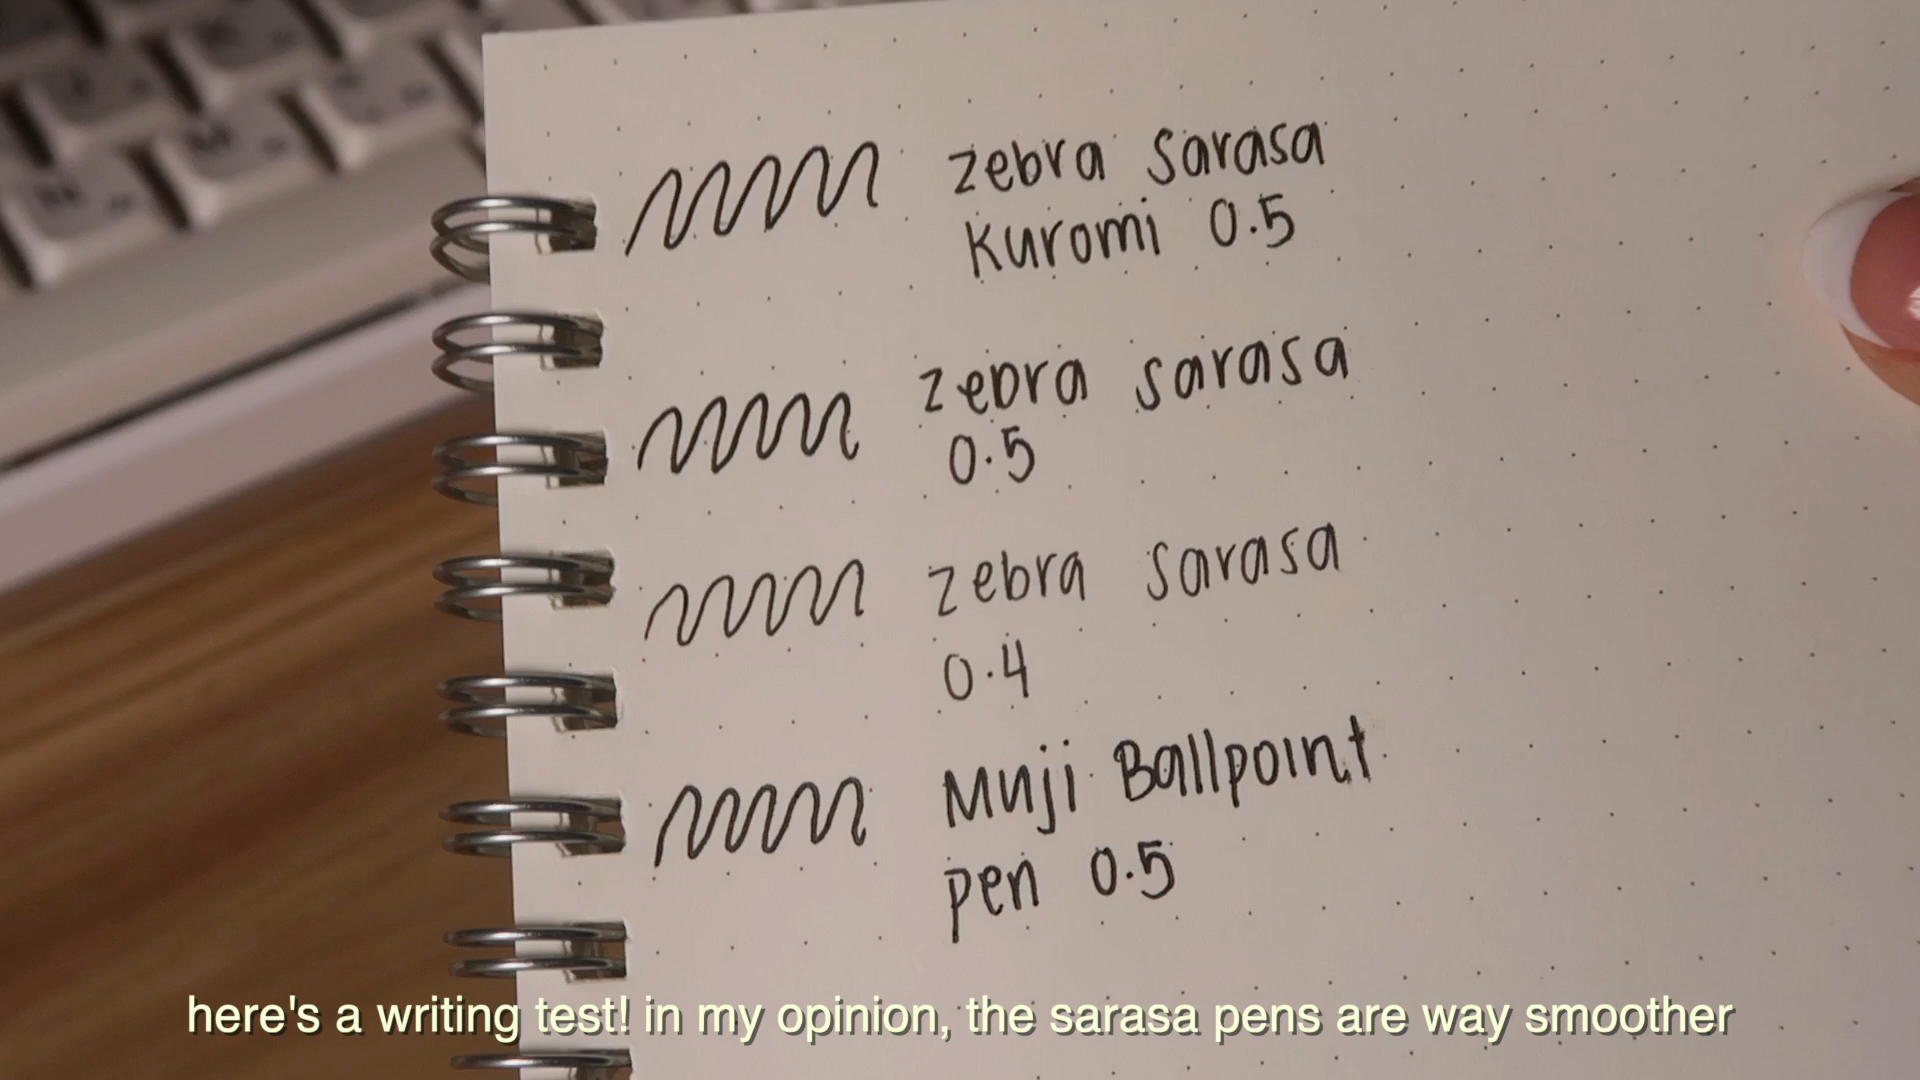 zebra sarasa
Kuromi 0.5
zebra sarasa
0.5
zebra sarasa
0.4
Muji Ballpoint
pen 0.5
here's a writing test! in my opinion, the sarasa pens are way smoother